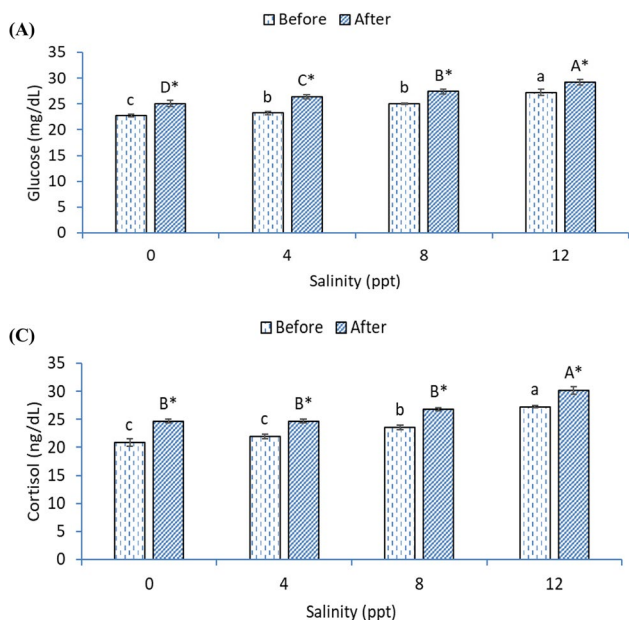 (A)
Before After
Glucose (mg/dL)
35
30
25
20
15
10
5
0
c D* b C* b B* a A*
0 4 8 12
Salinity (ppt)
(C)
Before After
Cortisol (ng/dL)
35
30
25
20
15
10
5
0
c B* c B* b B* a A*
0 4 8 12
Salinity (ppt)